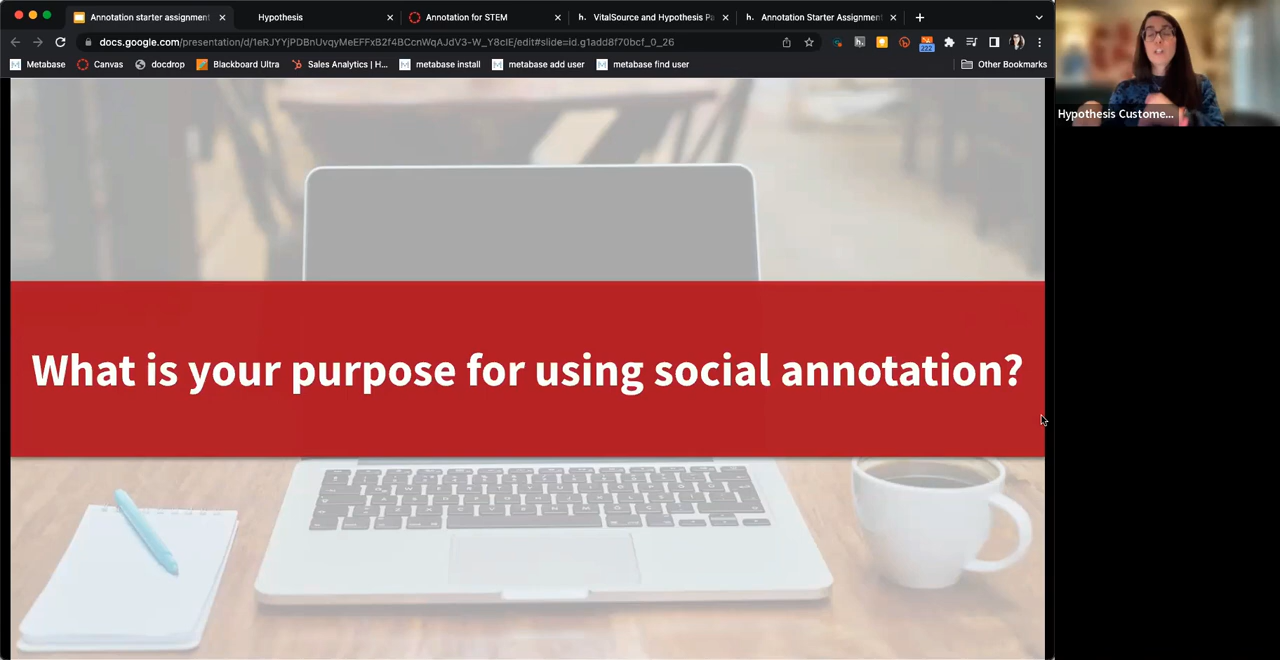 Annotation starter assignment
Hypothesis
Annotation for STEM
h. VitalSource and Hypothesis Pa
h. Annotation Starter Assignment
docs.google.com/presentation/d/1eRJYYjPDBnUvqyMeEFFxB2f4BCcnWqAJdV3-W_Y8cIE/edit#slide=id.g1add8f70bcf_0_26
222
Metabase
Canvas
docdrop
Blackboard Ultra
Sales Analytics | H...
metabase install
metabase add user
metabase find user
Other Bookmarks
Hypothesis Custome...
What is your purpose for using social annotation?